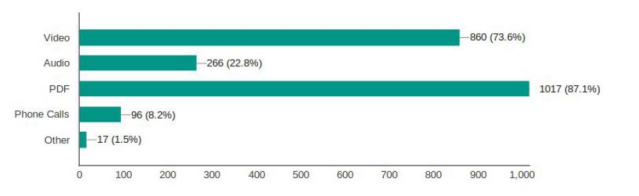 Video 860 (73.6%)
Audio 266 (22.8%)
PDF 1017 (87.1%)
Phone Calls 96 (8.2%)
Other 17 (1.5%)
0 100 200 300 400 500 600 700 800 900 1,000